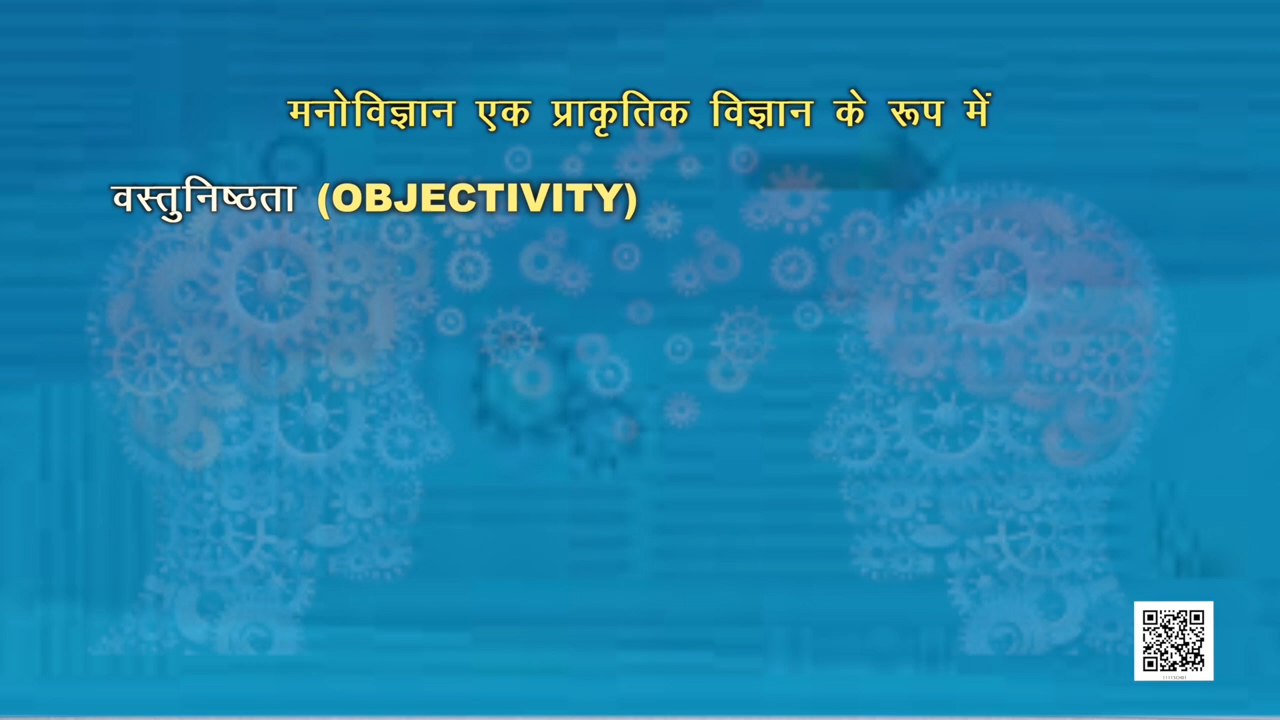 मनोविज्ञान एक प्राकृतिक विज्ञान के रूप में
वस्तुनिष्ठता (OBJECTIVITY)